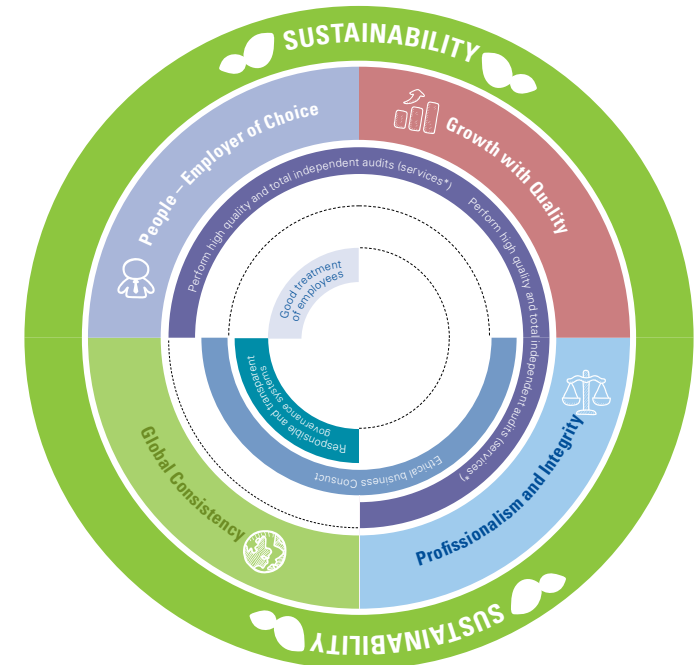 SUSTAINABILITY
People – Employer of Choice
Growth with Quality
Perform high quality and total independent audits (services*)
Perform high quality and total independent audits (services*)
Good treatment
of employees
Responsible and transparent
governance systems
Ethical business Consuct
Global Consistency
Profissionalism and Integrity
SUSTAINABILITY